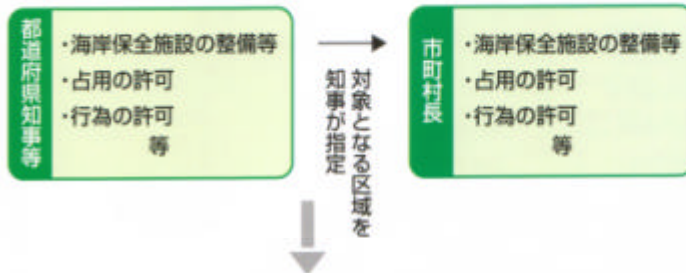 都道府県知事等
・海岸保全施設の整備等
・占用の許可
・行為の許可
等
対象となる区域を
知事が指定
市町村長
・海岸保全施設の整備等
・占用の許可
・行為の許可
等